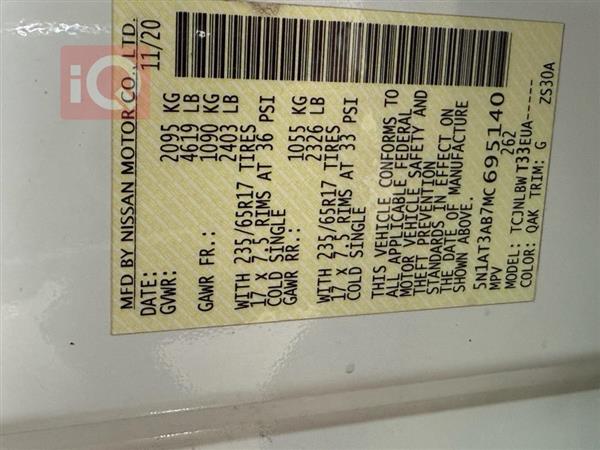 iQ
MFD BY NISSAN MOTOR CO.,LTD.
DATE: 11/20
GVWR: 2095 KG
4619 LB
GAWR FR.: 1090 KG
2403 LB
WITH 235/65R17 TIRES
17 X 7.5 RIMS AT 36 PSI
COLD SINGLE
GAWR RR.: 1055 KG
2326 LB
WITH 235/65R17 TIRES
17 X 7.5 RIMS AT 33 PSI
COLD SINGLE
THIS VEHICLE CONFORMS TO
ALL APPLICABLE FEDERAL
MOTOR VEHICLE SAFETY AND
THEFT PREVENTION
STANDARDS IN EFFECT ON
THE DATE OF MANUFACTURE
SHOWN ABOVE.
5N1AT3AB7MC695140
MPV 262
MODEL: TCJNLBWT33EUA-----
COLOR: QAK TRIM: G ZS30A